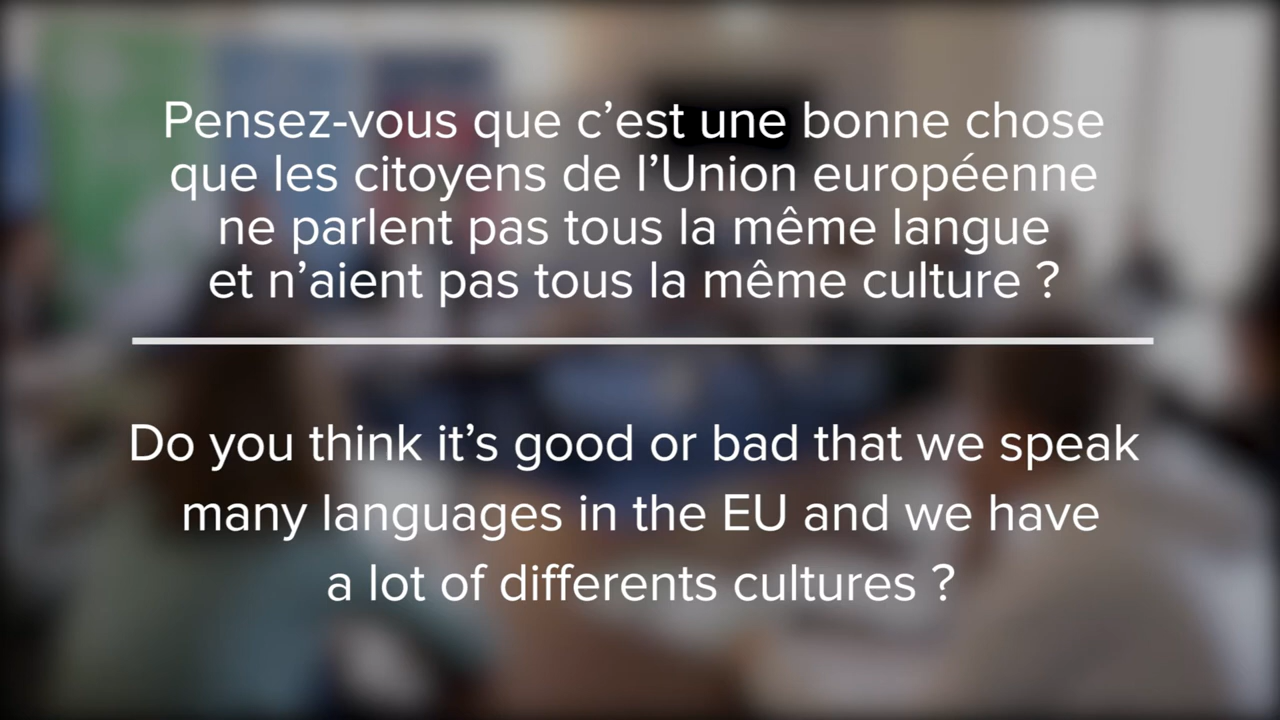 Pensez-vous que c’est une bonne chose
que les citoyens de l’Union européenne
ne parlent pas tous la même langue
et n’aient pas tous la même culture ?
Do you think it’s good or bad that we speak
many languages in the EU and we have
a lot of differents cultures ?